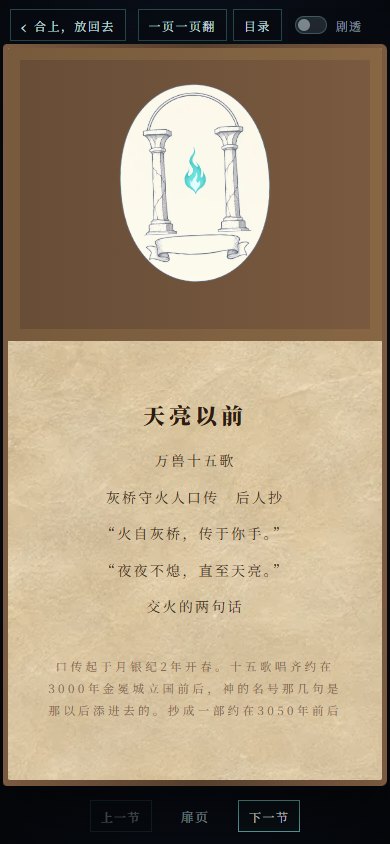 ‹ 合上，放回去
一页一页翻
目录
剧透
天亮以前
万兽十五歌
灰桥守火人口传　后人抄
“火自灰桥，传于你手。”
“夜夜不熄，直至天亮。”
交火的两句话
口传起于月银纪2年开春。十五歌唱齐约在
3000年金冕城立国前后，神的名号那几句是
那以后添进去的。抄成一部约在3050年前后
上一节
扉页
下一节